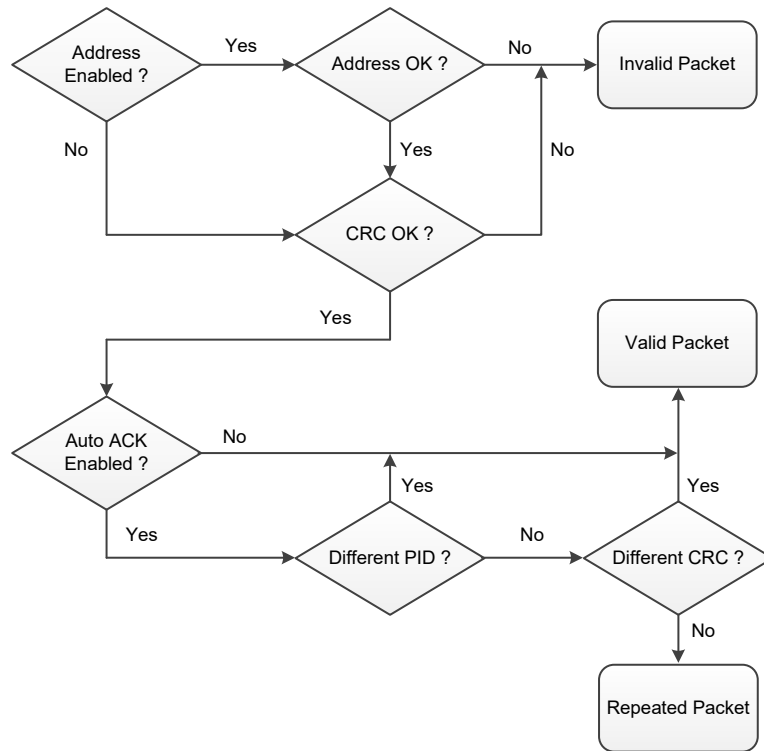 Address
Enabled ?
Yes
Address OK ?
No
Invalid Packet
No
Yes
No
CRC OK ?
Yes
Valid Packet
Auto ACK
Enabled ?
No
Yes
Yes
Yes
Different PID ?
No
Different CRC ?
No
Repeated Packet